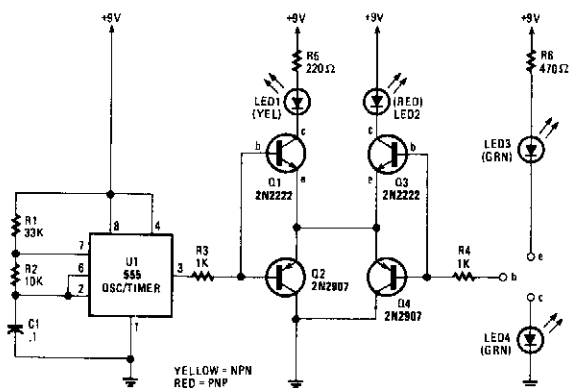 +9V
+9V
+9V
+9V
R5
220Ω
R6
470Ω
LED1
(YEL)
(RED)
LED2
LED3
(GRN)
c
c
b
b
Q1
2N2222
e
e
Q3
2N2222
R1
33K
8
4
7
R2
10K
6
2
U1
555
OSC/TIMER
3
R3
1K
Q2
2N2907
Q4
2N2907
R4
1K
e
b
c
C1
.1
1
LED4
(GRN)
YELLOW = NPN
RED = PNP